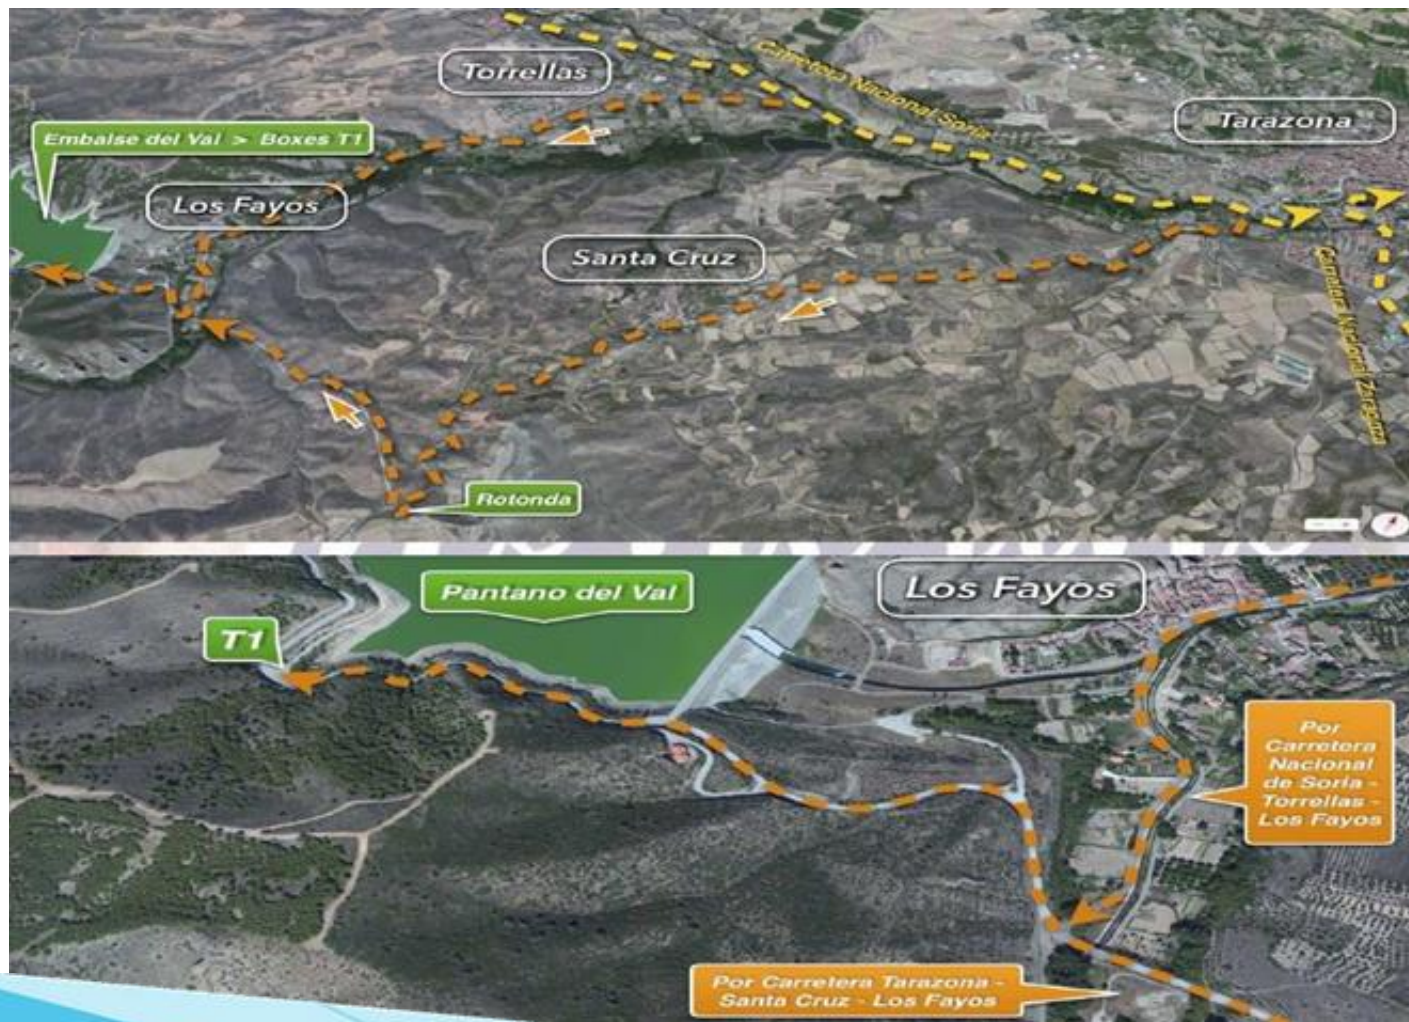 Torrellas
Carretera Nacional Soria
Tarazona
Embalse del Val > Boxes T1
Los Fayos
Santa Cruz
Carretera Nacional Zaragoza
Rotonda
Pantano del Val
Los Fayos
T1
Por
Carretera
Nacional
de Soria -
Torrellas -
Los Fayos
Por Carretera Tarazona -
Santa Cruz - Los Fayos